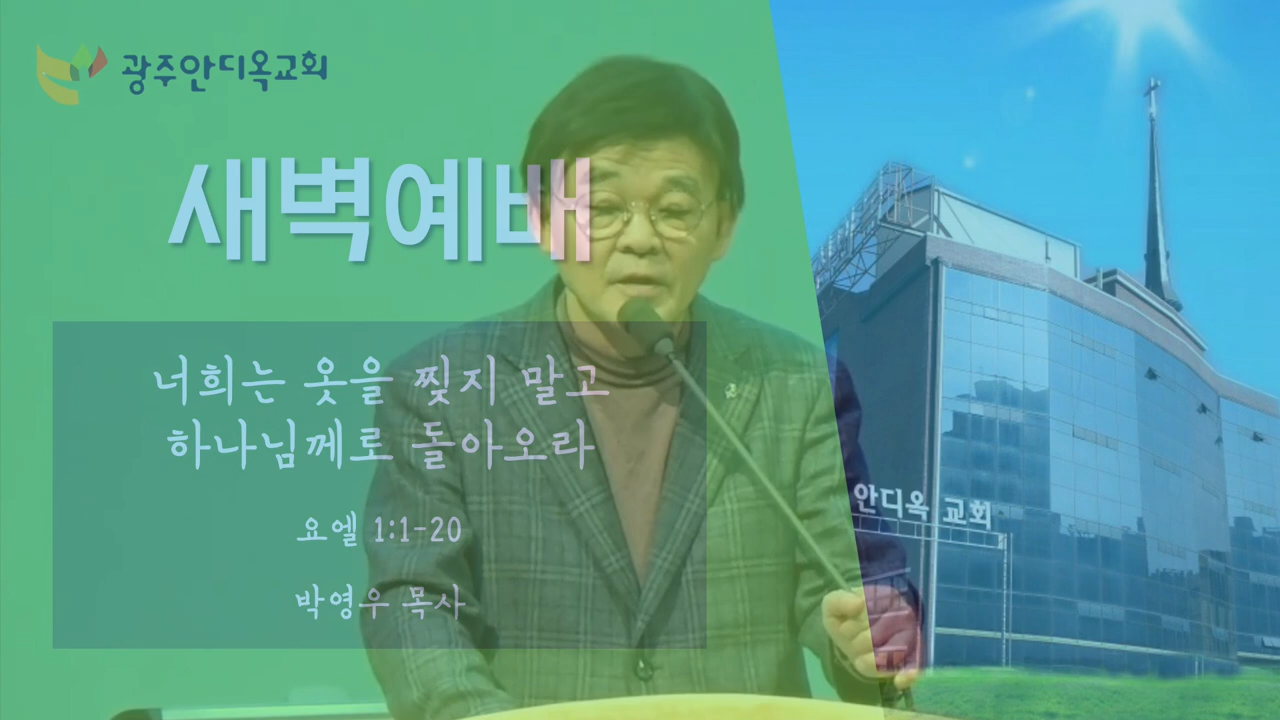 광주안디옥교회
새벽예배
너희는 옷을 찢지 말고
하나님께로 돌아오라
요엘 1:1-20
박영우 목사
안디옥 교회